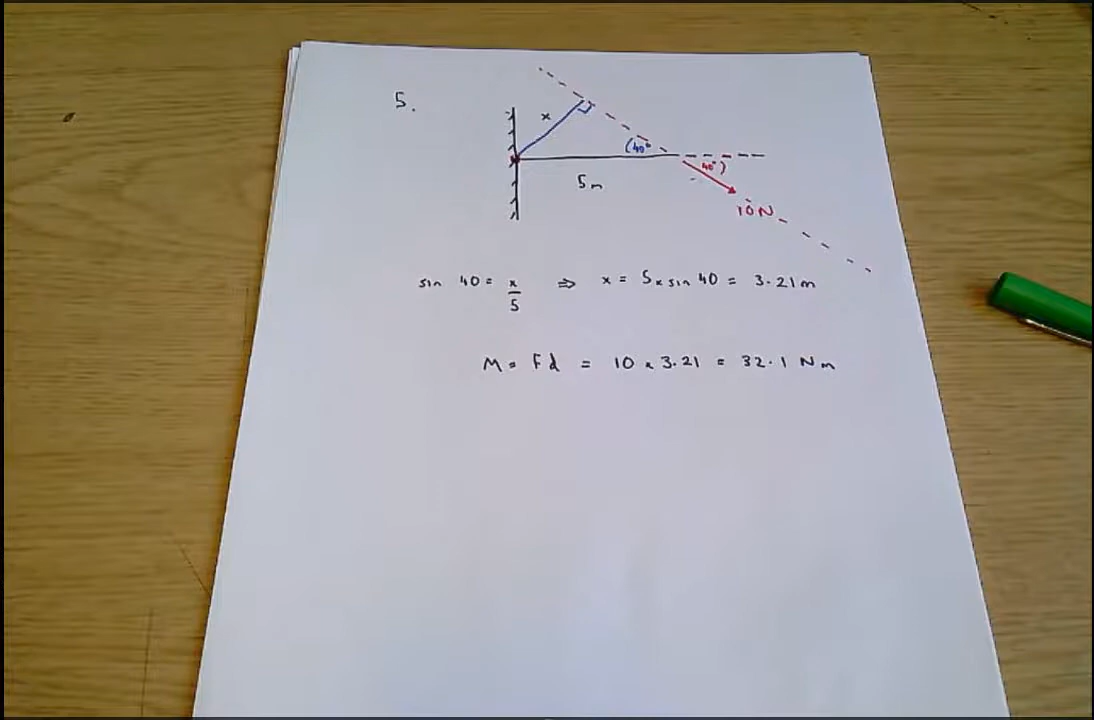 5.
x
(40°
40°)
5m
10N
sin 40 = x/5 ⇒ x = 5 × sin 40 = 3.21m
M = Fd = 10 × 3.21 = 32.1 Nm